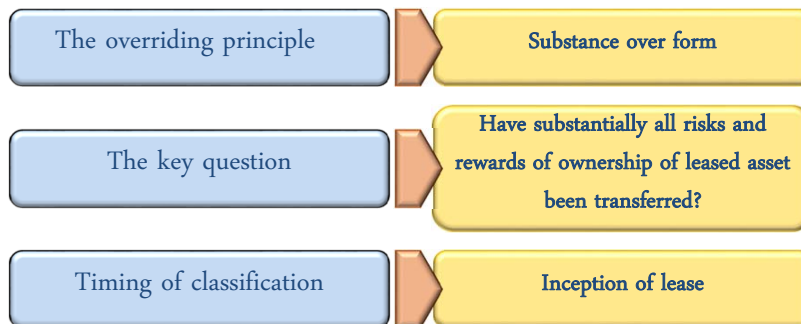 The overriding principle
Substance over form
The key question
Have substantially all risks and
rewards of ownership of leased asset
been transferred?
Timing of classification
Inception of lease